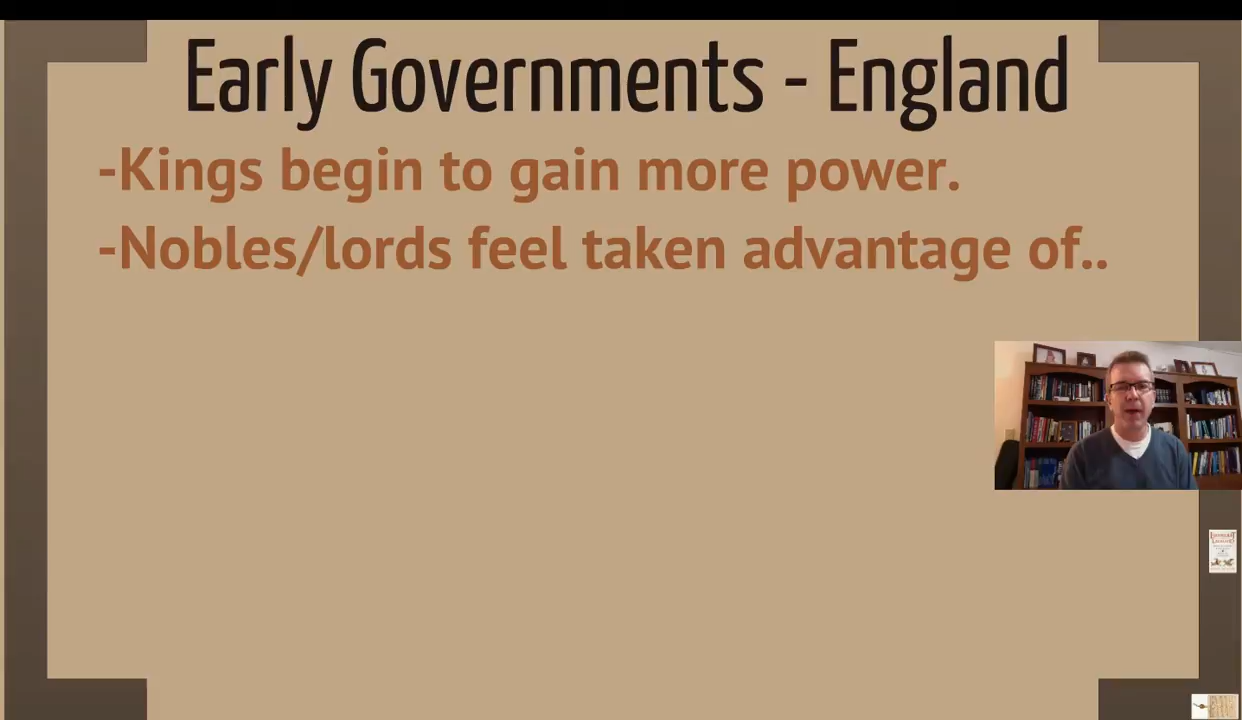 Early Governments - England
-Kings begin to gain more power.
-Nobles/lords feel taken advantage of..